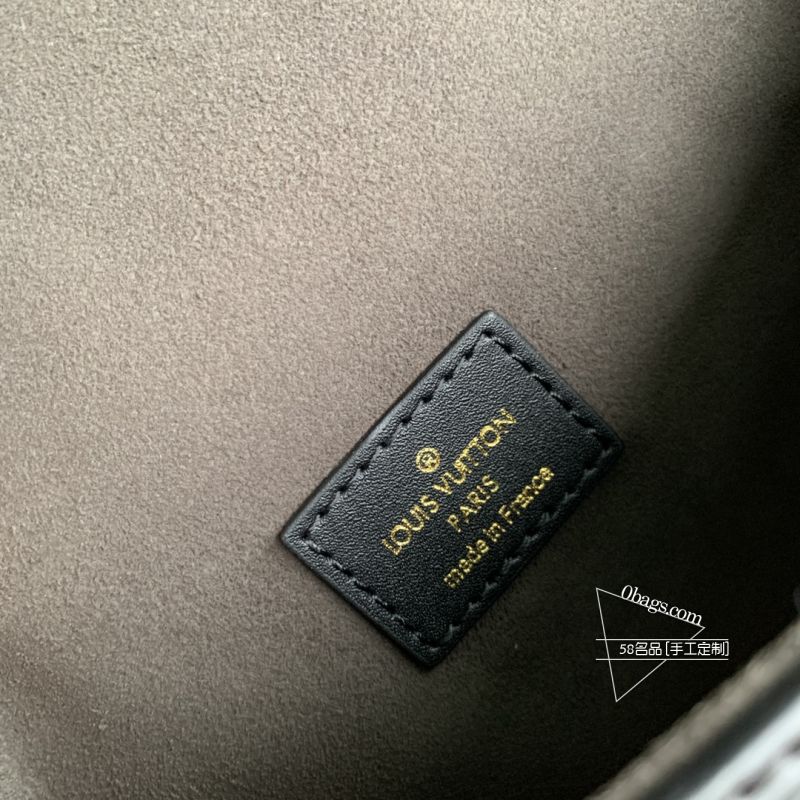 ®
LOUIS VUITTON
PARIS
made in France
0bags.com
58名品 [手工定制]